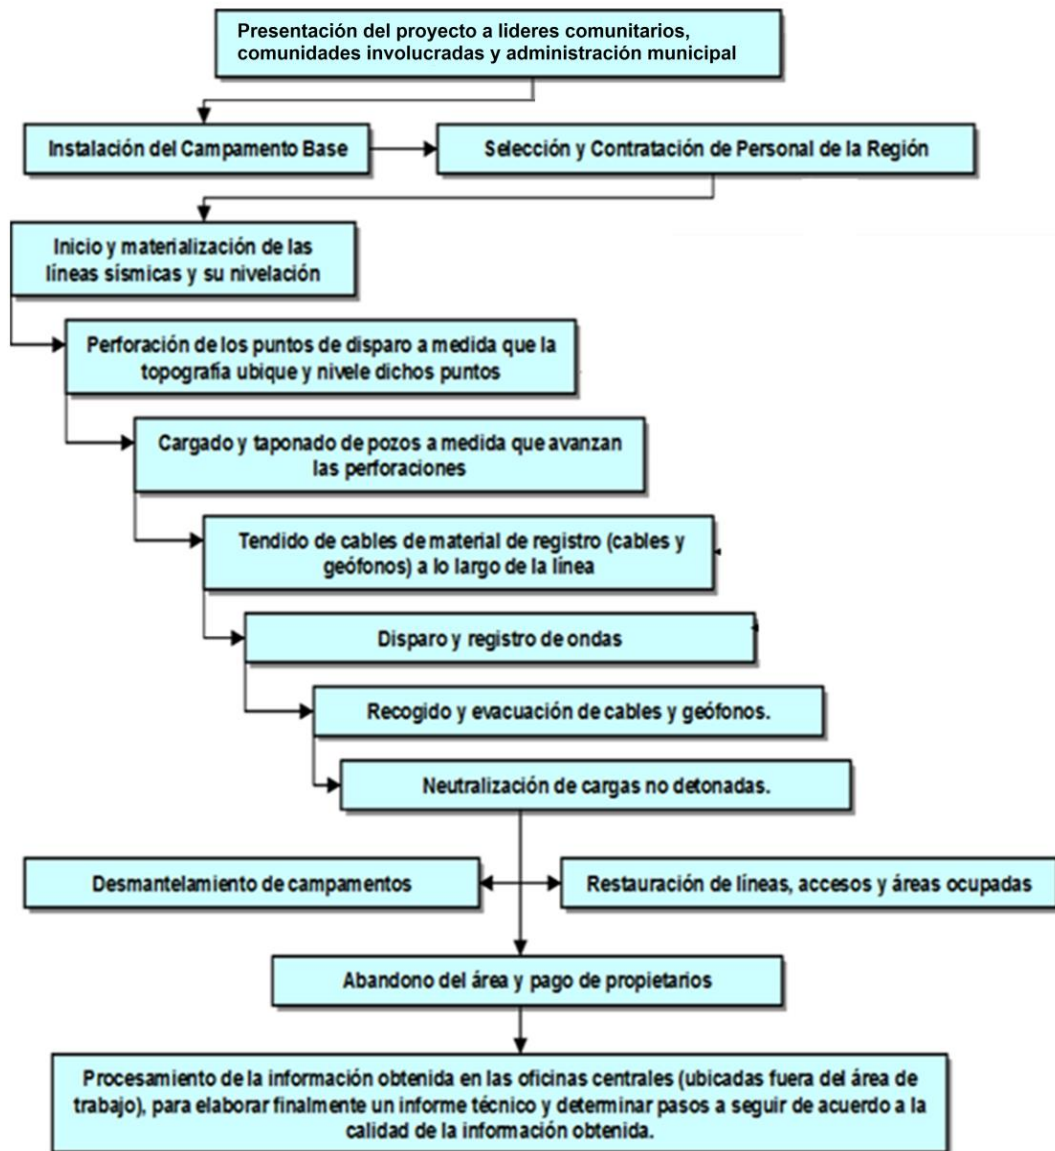 Presentación del proyecto a lideres comunitarios,
comunidades involucradas y administración municipal
Instalación del Campamento Base
Selección y Contratación de Personal de la Región
Inicio y materialización de las
líneas sísmicas y su nivelación
Perforación de los puntos de disparo a medida que la
topografía ubique y nivele dichos puntos
Cargado y taponado de pozos a medida que avanzan
las perforaciones
Tendido de cables de material de registro (cables y
geófonos) a lo largo de la línea
Disparo y registro de ondas
Recogido y evacuación de cables y geófonos.
Neutralización de cargas no detonadas.
Desmantelamiento de campamentos
Restauración de líneas, accesos y áreas ocupadas
Abandono del área y pago de propietarios
Procesamiento de la información obtenida en las oficinas centrales (ubicadas fuera del área de
trabajo), para elaborar finalmente un informe técnico y determinar pasos a seguir de acuerdo a la
calidad de la información obtenida.